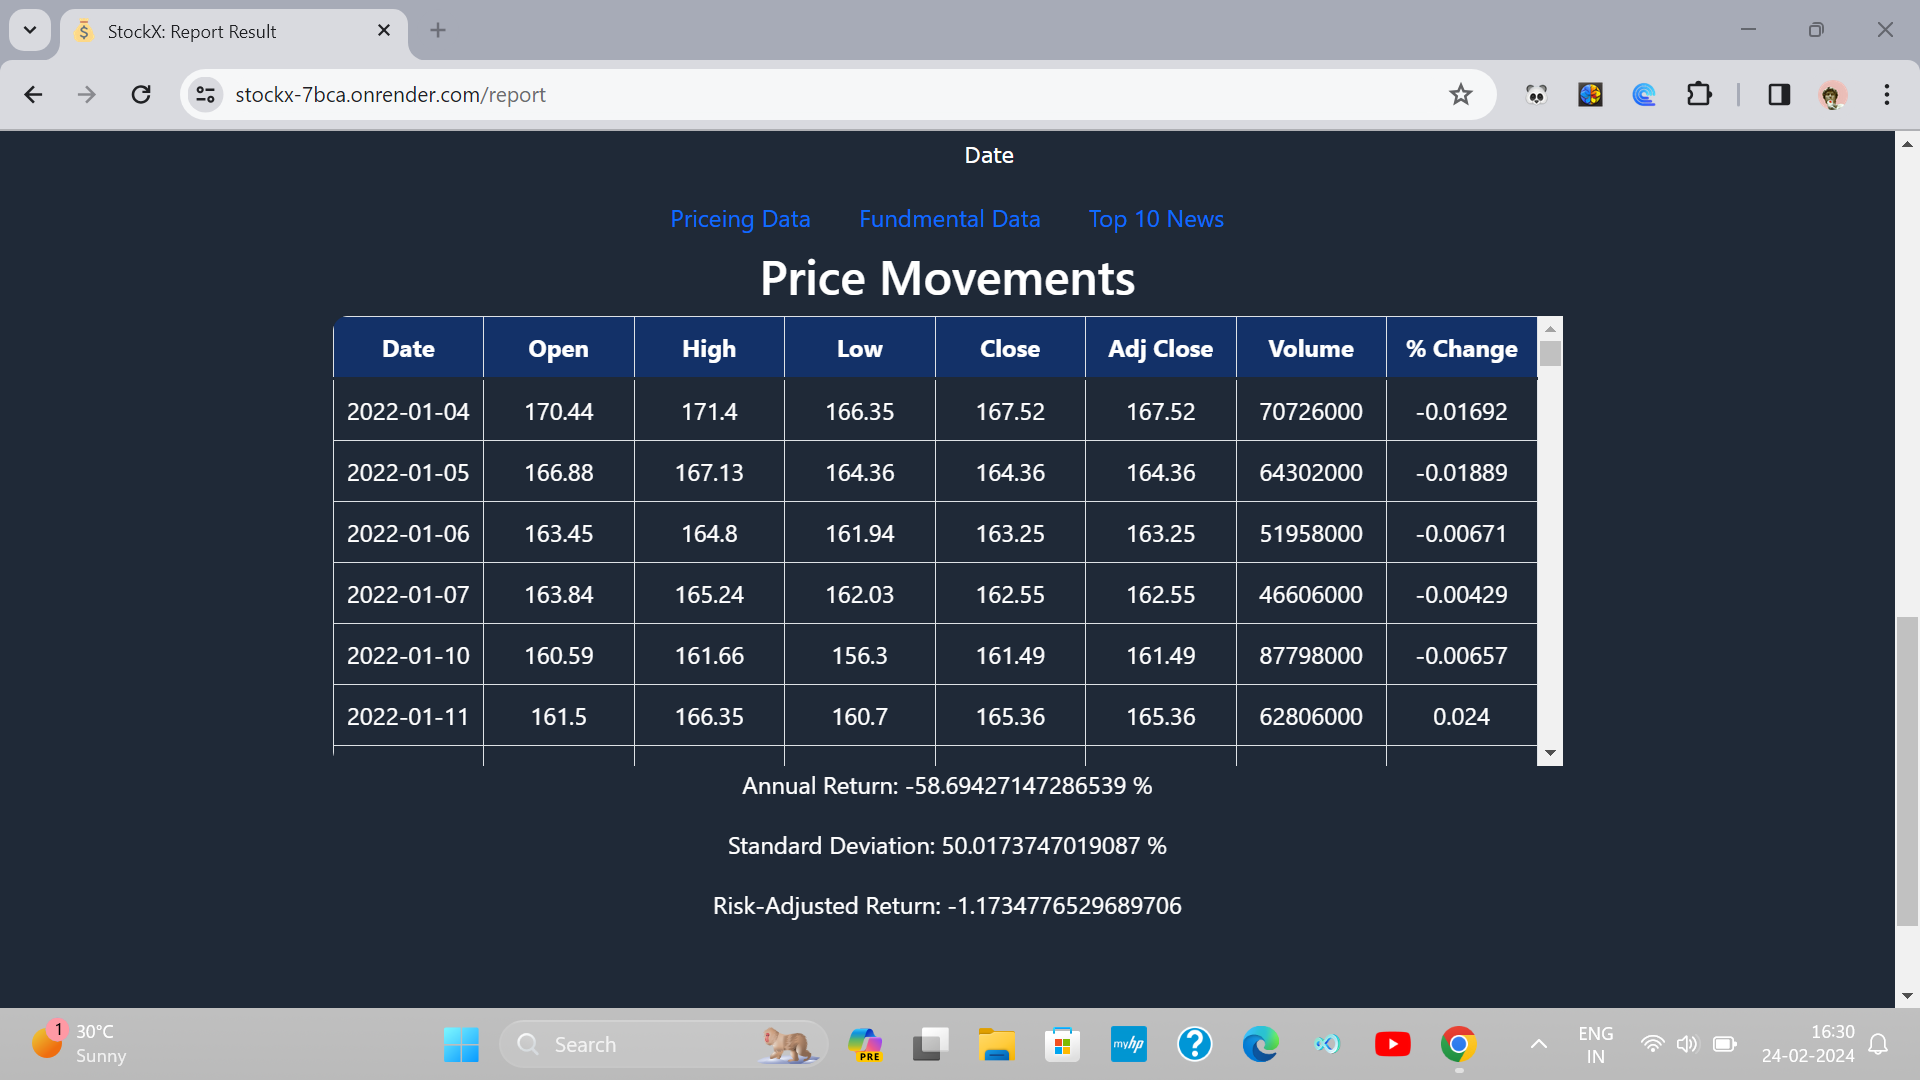 StockX: Report Result
stockx-7bca.onrender.com/report
Date
Priceing Data Fundmental Data Top 10 News
Price Movements
Date Open High Low Close Adj Close Volume % Change
2022-01-04 170.44 171.4 166.35 167.52 167.52 70726000 -0.01692
2022-01-05 166.88 167.13 164.36 164.36 164.36 64302000 -0.01889
2022-01-06 163.45 164.8 161.94 163.25 163.25 51958000 -0.00671
2022-01-07 163.84 165.24 162.03 162.55 162.55 46606000 -0.00429
2022-01-10 160.59 161.66 156.3 161.49 161.49 87798000 -0.00657
2022-01-11 161.5 166.35 160.7 165.36 165.36 62806000 0.024
Annual Return: -58.69427147286539 %
Standard Deviation: 50.0173747019087 %
Risk-Adjusted Return: -1.1734776529689706
1 30°C
Sunny
Search
PRE
myhp
ENG
IN
16:30
24-02-2024